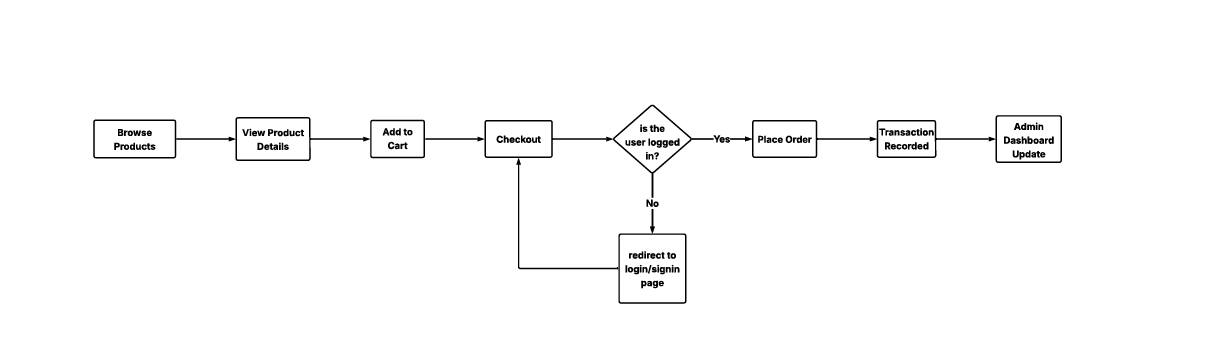 Browse
Products
View Product
Details
Add to
Cart
Checkout
is the
user logged
in?
Yes
Place Order
Transaction
Recorded
Admin
Dashboard
Update
No
redirect to
login/signin
page